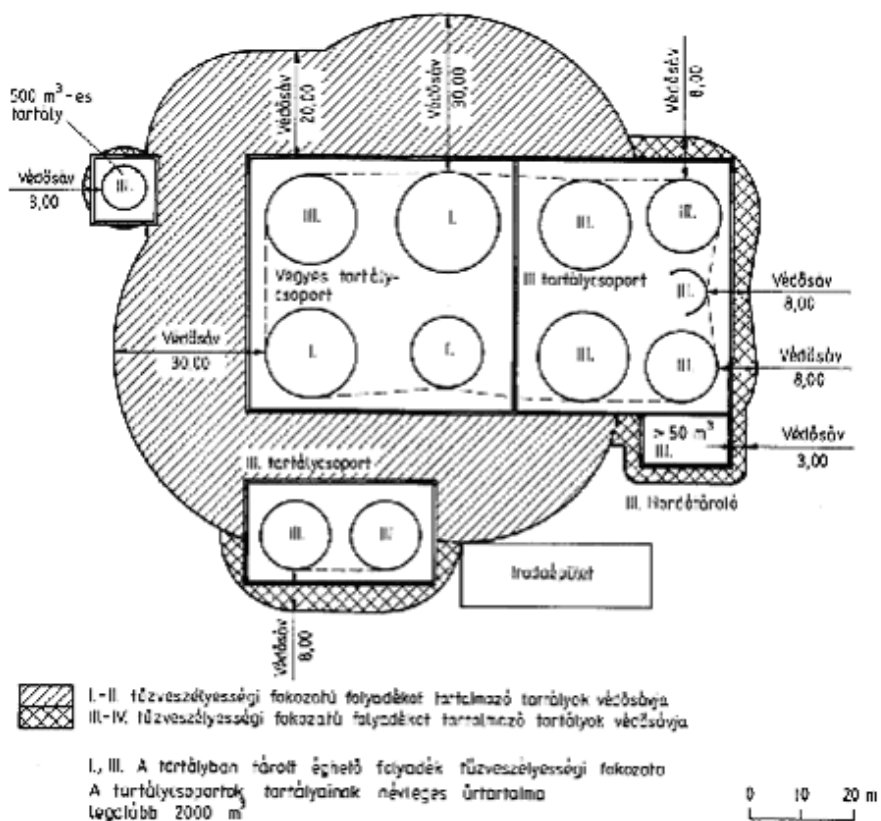 500 m³-es
tartály
Védősáv
20,00
Védősáv
30,00
Védősáv
8,00
III.
Védősáv
3,00
III.
I.
III.
III.
Vegyes tartály-
csoport
III tartálycsoport
III.
Védősáv
8,00
Védősáv
30,00
I.
I.
III.
III.
Védősáv
8,00
> 50 m³
III.
Védősáv
3,00
III. tartálycsoport
III. Hordótároló
III.
Irodaépület
Védősáv
8,00
I.-II. tűzveszélyességi fokozatú folyadékot tartalmazó tartályok védősávja
III.-IV. tűzveszélyességi fokozatú folyadékot tartalmazó tartályok védősávja
I., III. A tartályban tárolt éghető folyadék tűzveszélyességi fokozata
A tartálycsoportok tartályainak névleges űrtartalma
legalább 2000 m³
0 10 20 m